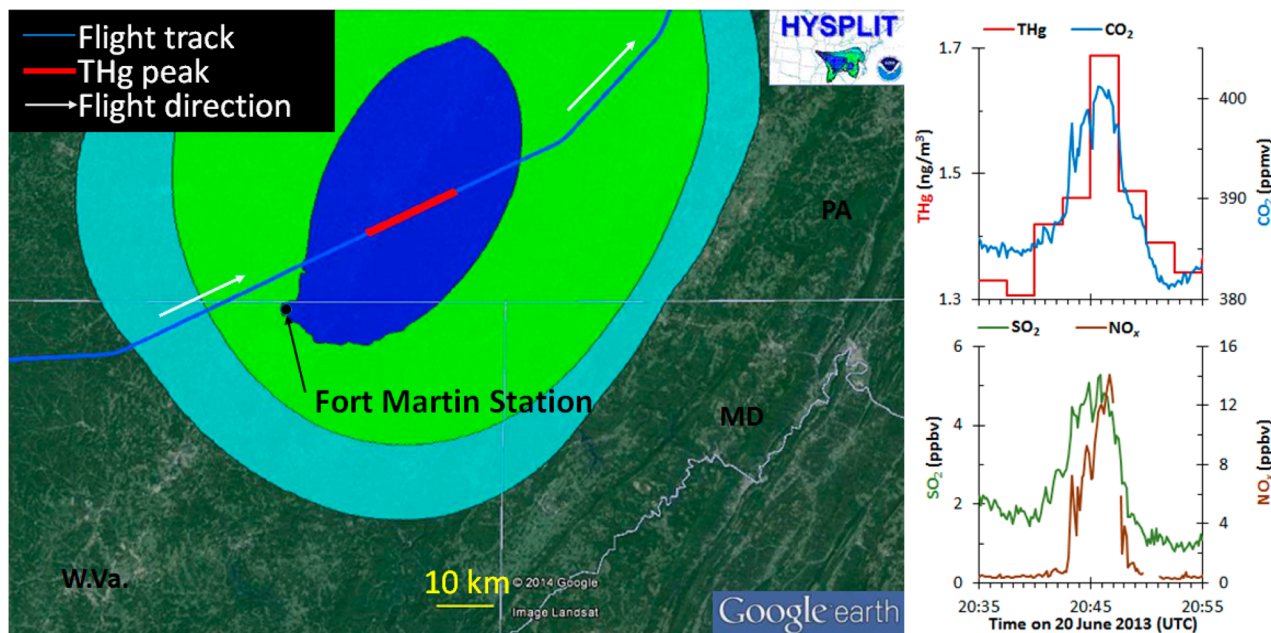 Flight track
THg peak
Flight direction
HYSPLIT
NOAA
PA
Fort Martin Station
MD
W.Va.
10 km
© 2014 Google
Image Landsat
Google earth
THg CO₂
1.7
1.5
1.3
THg (ng/m³)
400
390
380
CO₂ (ppmv)
SO₂ NOₓ
6
4
2
0
SO₂ (ppbv)
16
12
8
4
0
NOₓ (ppbv)
20:35 20:45 20:55
Time on 20 June 2013 (UTC)